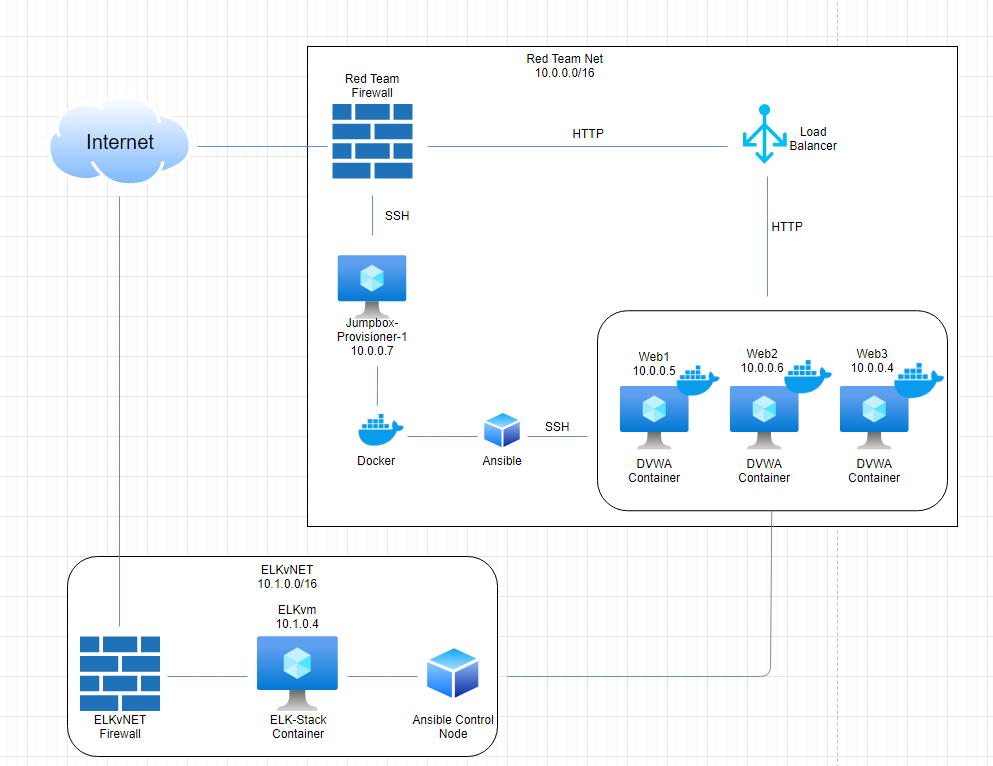 Red Team Net
10.0.0.0/16
Red Team
Firewall
Internet
HTTP
Load
Balancer
SSH
HTTP
Jumpbox-
Provisioner-1
10.0.0.7
Web1
10.0.0.5
Web2
10.0.0.6
Web3
10.0.0.4
Docker
Ansible
SSH
DVWA
Container
DVWA
Container
DVWA
Container
ELKvNET
10.1.0.0/16
ELKvm
10.1.0.4
ELKvNET
Firewall
ELK-Stack
Container
Ansible Control
Node